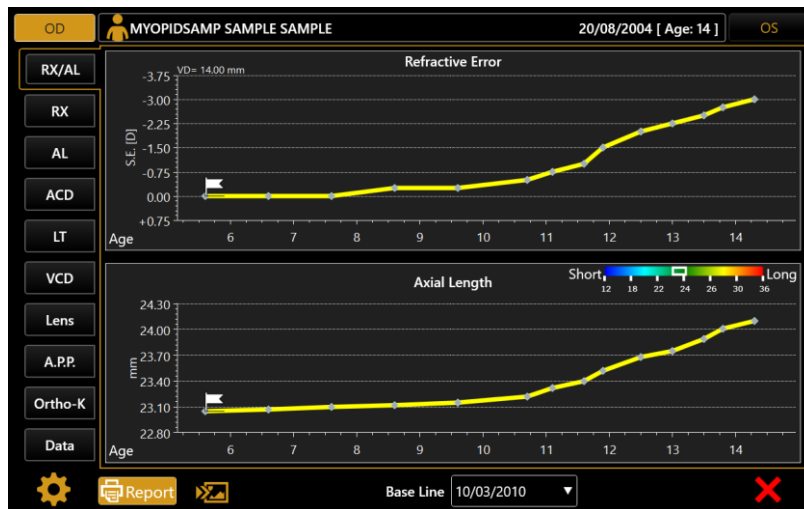 OD MYOPIDSAMP SAMPLE SAMPLE 20/08/2004 [ Age: 14 ] OS
RX/AL
RX
AL
ACD
LT
VCD
Lens
A.P.P.
Ortho-K
Data
Refractive Error
VD= 14.00 mm
S.E. [D]
-3.75
-3.00
-2.25
-1.50
-0.75
0.00
+0.75
Age 6 7 8 9 10 11 12 13 14
Axial Length
Short Long
12 18 22 24 26 30 36
mm
24.30
24.00
23.70
23.40
23.10
22.80
Age 6 7 8 9 10 11 12 13 14
Report Base Line 10/03/2010